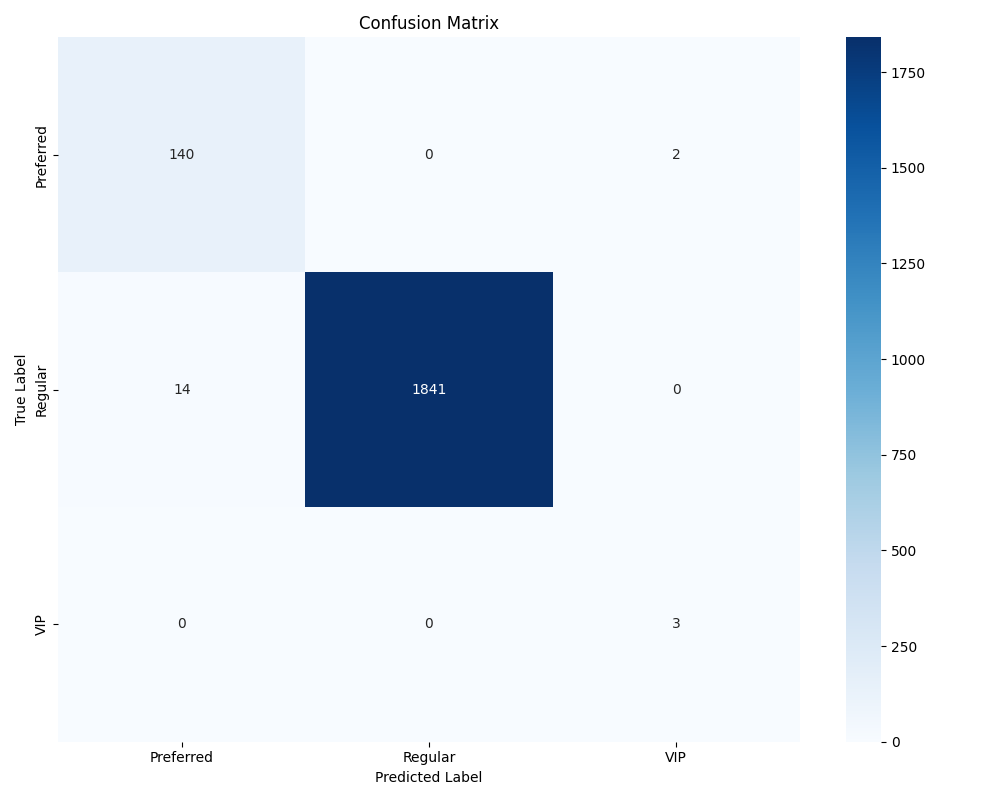 Confusion Matrix
Preferred
140
0
2
True Label
Regular
14
1841
0
VIP
0
0
3
Preferred
Regular
VIP
Predicted Label
1750
1500
1250
1000
750
500
250
0